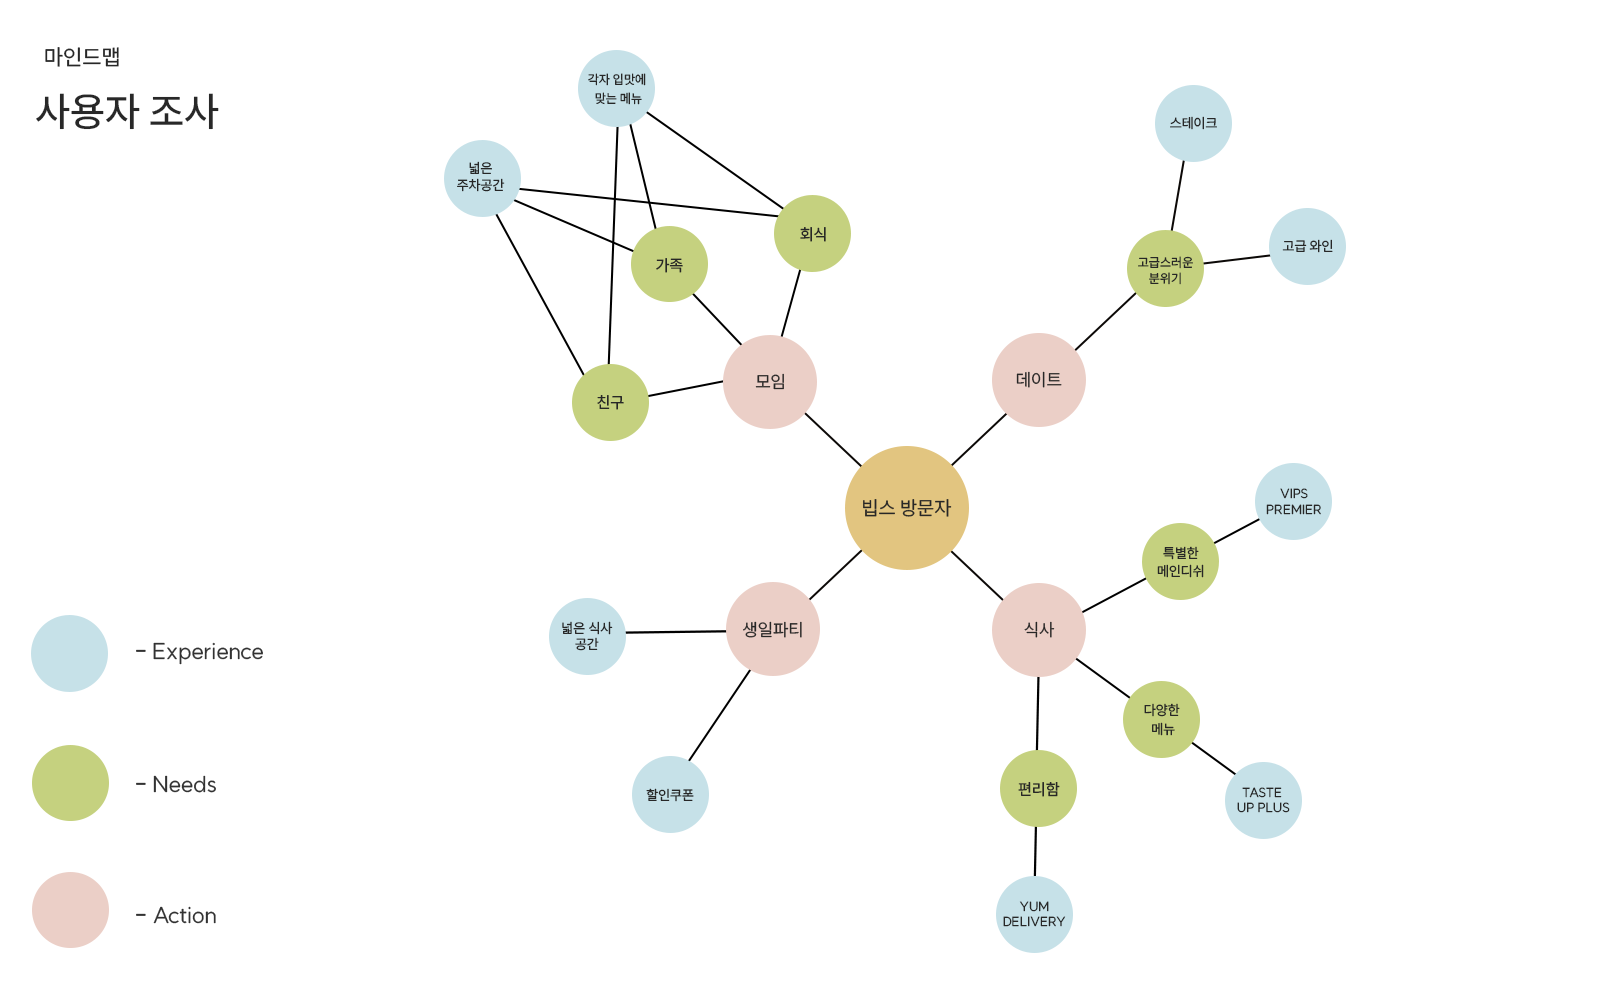 마인드맵
사용자 조사
각자 입맛에
맞는 메뉴
넓은
주차공간
회식
가족
친구
모임
스테이크
고급 와인
고급스러운
분위기
데이트
빕스 방문자
VIPS
PREMIER
특별한
메인디쉬
식사
다양한
메뉴
TASTE
UP PLUS
편리함
YUM
DELIVERY
생일파티
넓은 식사
공간
할인쿠폰
- Experience
- Needs
- Action